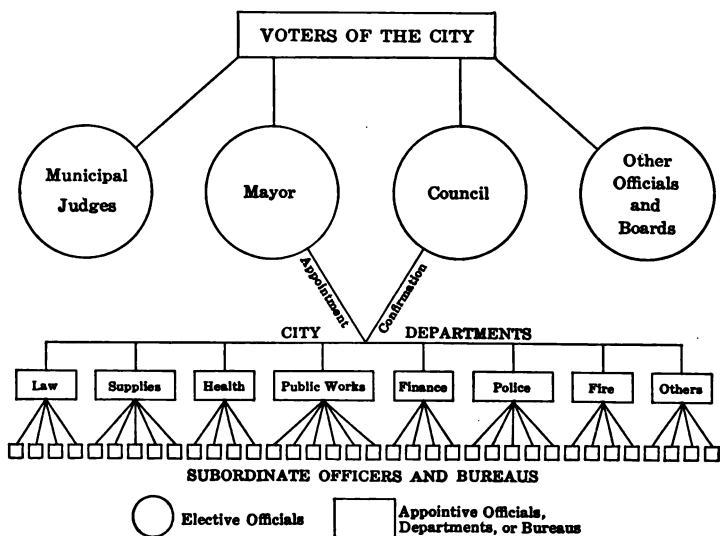 VOTERS OF THE CITY
Municipal
Judges
Mayor
Council
Other
Officials
and
Boards
Appointment
Confirmation
CITY DEPARTMENTS
Law
Supplies
Health
Public Works
Finance
Police
Fire
Others
SUBORDINATE OFFICERS AND BUREAUS
Elective Officials
Appointive Officials,
Departments, or Bureaus